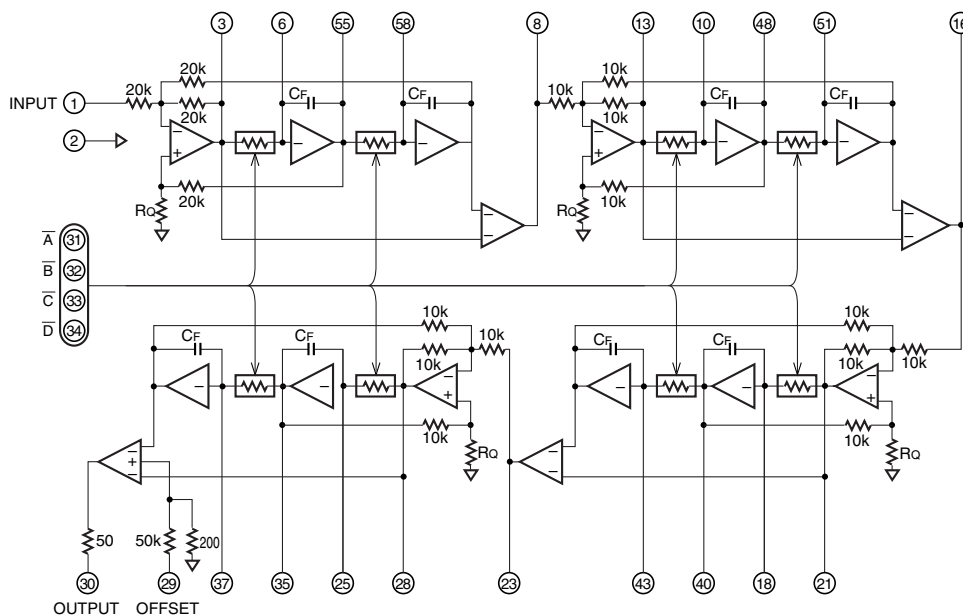 3 6 55 58 8 13 10 48 51 16
20k 10k
INPUT 1 20k CF CF 10k CF CF
20k 10k
2 − − − − − −
+ +
20k 10k
RQ RQ
− −
− −
A 31
B 32
C 33
D 34
10k 10k
CF CF 10k CF CF
10k 10k 10k
− − − − − −
+ +
10k 10k
RQ RQ
− −
+
− −
50 50k 200
30 29 37 35 25 28 23 43 40 18 21
OUTPUT OFFSET